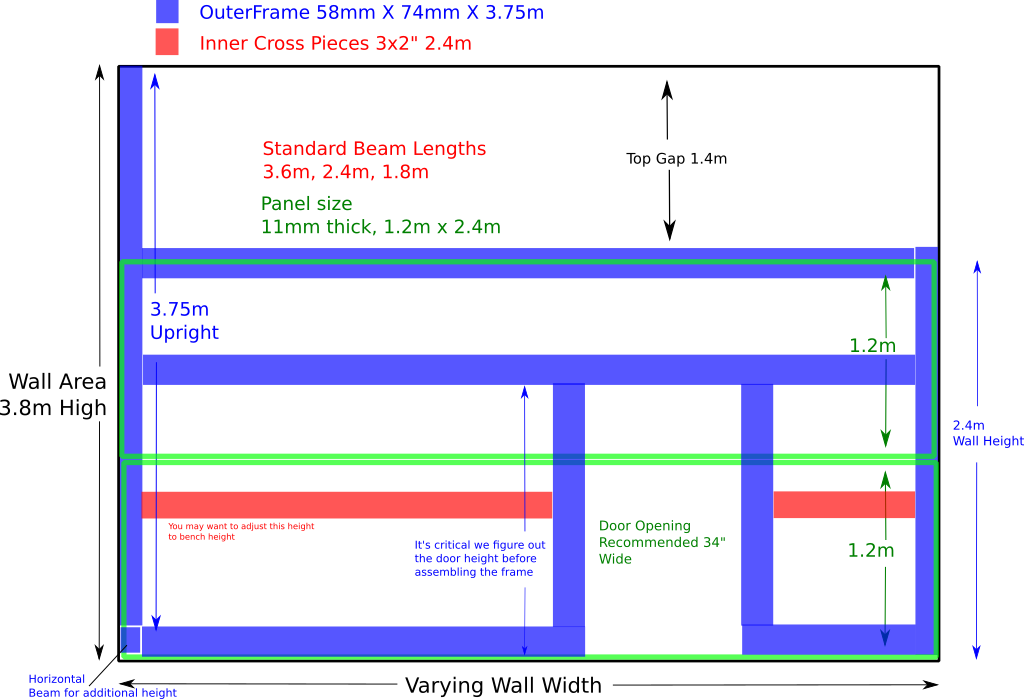 OuterFrame 58mm X 74mm X 3.75m
Inner Cross Pieces 3x2" 2.4m
Standard Beam Lengths
3.6m, 2.4m, 1.8m
Top Gap 1.4m
Panel size
11mm thick, 1.2m x 2.4m
3.75m
Upright
1.2m
Wall Area
3.8m High
2.4m
Wall Height
You may want to adjust this height
to bench height
It's critical we figure out
the door height before
assembling the frame
Door Opening
Recommended 34"
Wide
1.2m
Horizontal
Beam for additional height
Varying Wall Width